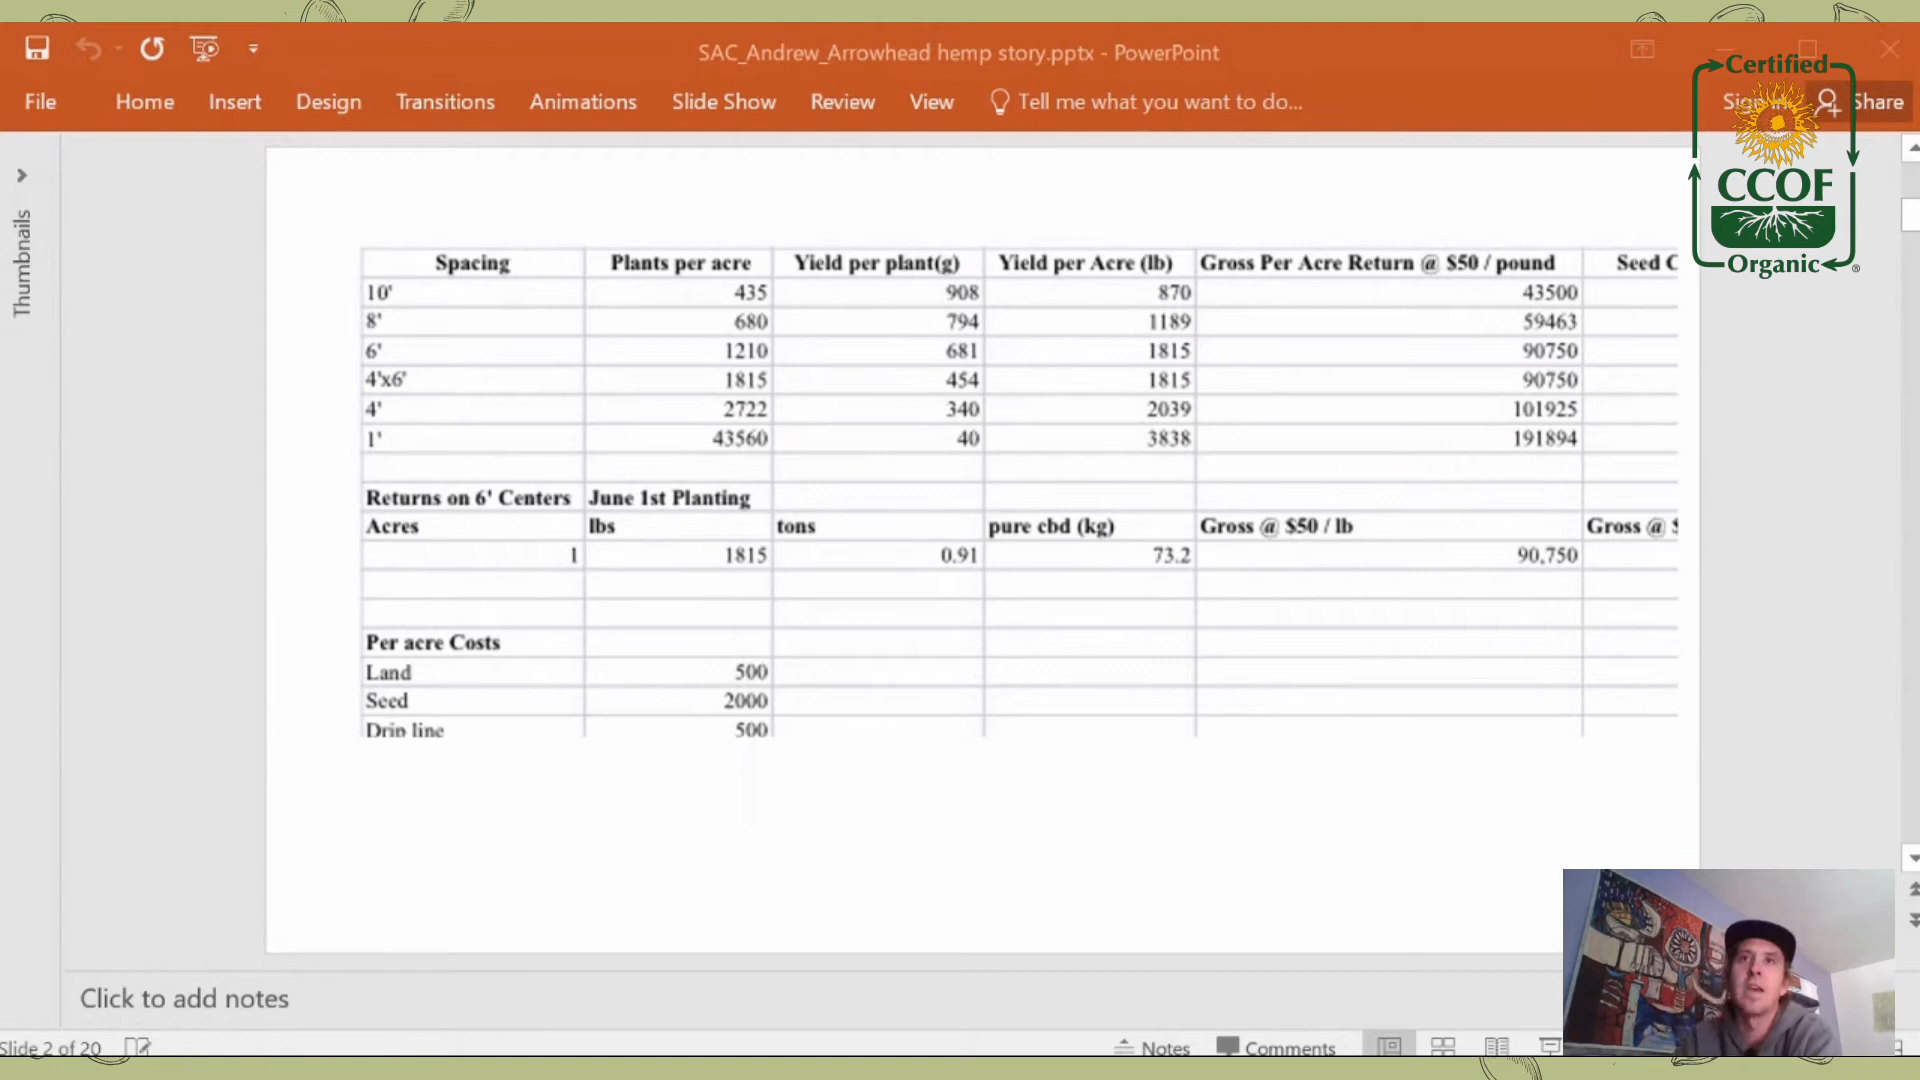 SAC_Andrew_Arrowhead hemp story.pptx - PowerPoint
File Home Insert Design Transitions Animations Slide Show Review View Tell me what you want to do... Share
Certified
CCOF
Organic
®
Thumbnails
Spacing Plants per acre Yield per plant(g) Yield per Acre (lb) Gross Per Acre Return @ $50 / pound Seed C
10' 435 908 870 43500
8' 680 794 1189 59463
6' 1210 681 1815 90750
4'x6' 1815 454 1815 90750
4' 2722 340 2039 101925
1' 43560 40 3838 191894
Returns on 6' Centers June 1st Planting
Acres lbs tons pure cbd (kg) Gross @ $50 / lb Gross @ $
1 1815 0.91 73.2 90,750
Per acre Costs
Land 500
Seed 2000
Drip line 500
Click to add notes
Slide 2 of 20 Notes Comments